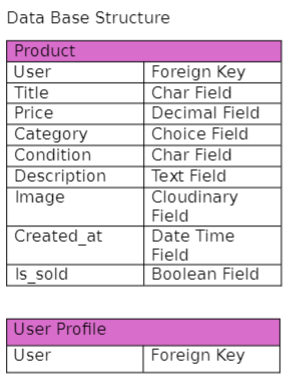 Data Base Structure
Product
User Foreign Key
Title Char Field
Price Decimal Field
Category Choice Field
Condition Char Field
Description Text Field
Image Cloudinary
Field
Created_at Date Time
Field
Is_sold Boolean Field
User Profile
User Foreign Key